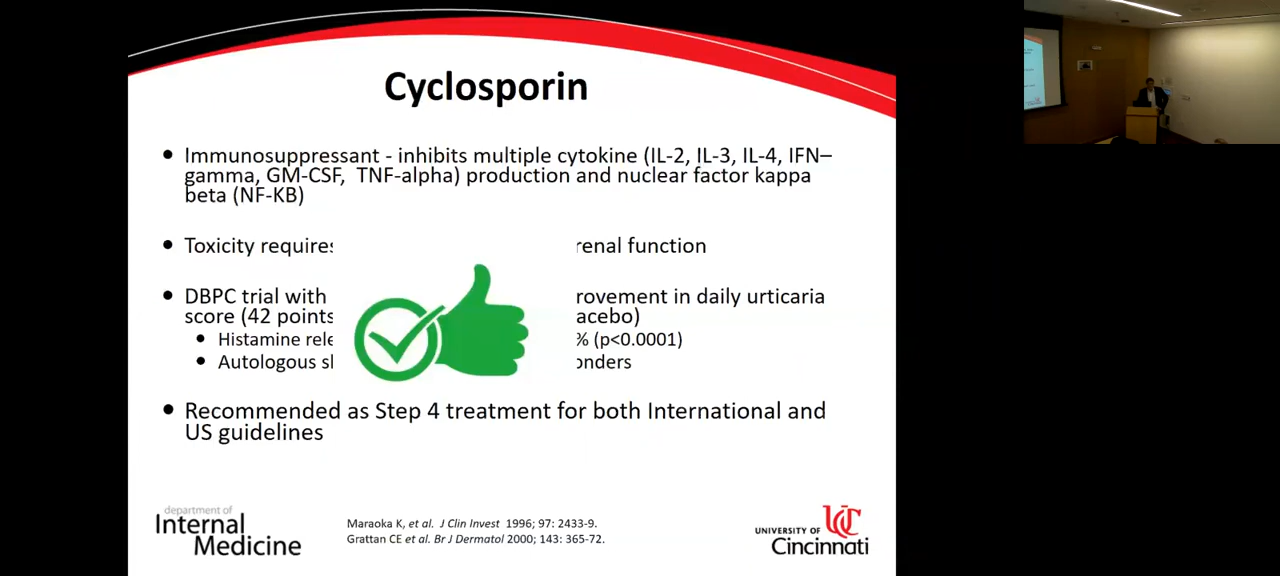 Cyclosporin
• Immunosuppressant - inhibits multiple cytokine (IL-2, IL-3, IL-4, IFN–
gamma, GM-CSF, TNF-alpha) production and nuclear factor kappa
beta (NF-KB)
• Toxicity requires renal function
• DBPC trial with rovement in daily urticaria
score (42 points acebo)
• Histamine rele % (p<0.0001)
• Autologous sl onders
• Recommended as Step 4 treatment for both International and
US guidelines
department of
Internal
Medicine
Maraoka K, et al. J Clin Invest 1996; 97: 2433-9.
Grattan CE et al. Br J Dermatol 2000; 143: 365-72.
UNIVERSITY OF UC
Cincinnati